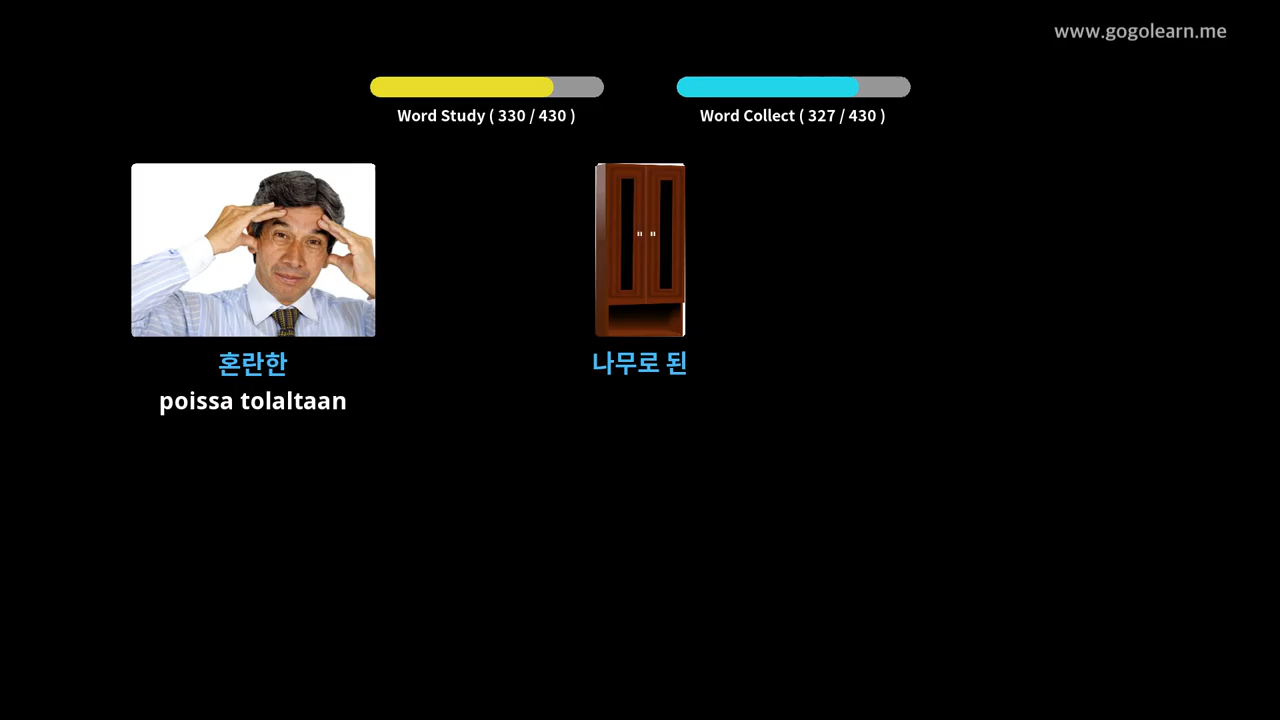 www.gogolearn.me
Word Study ( 330 / 430 )
Word Collect ( 327 / 430 )
혼란한
poissa tolaltaan
나무로 된